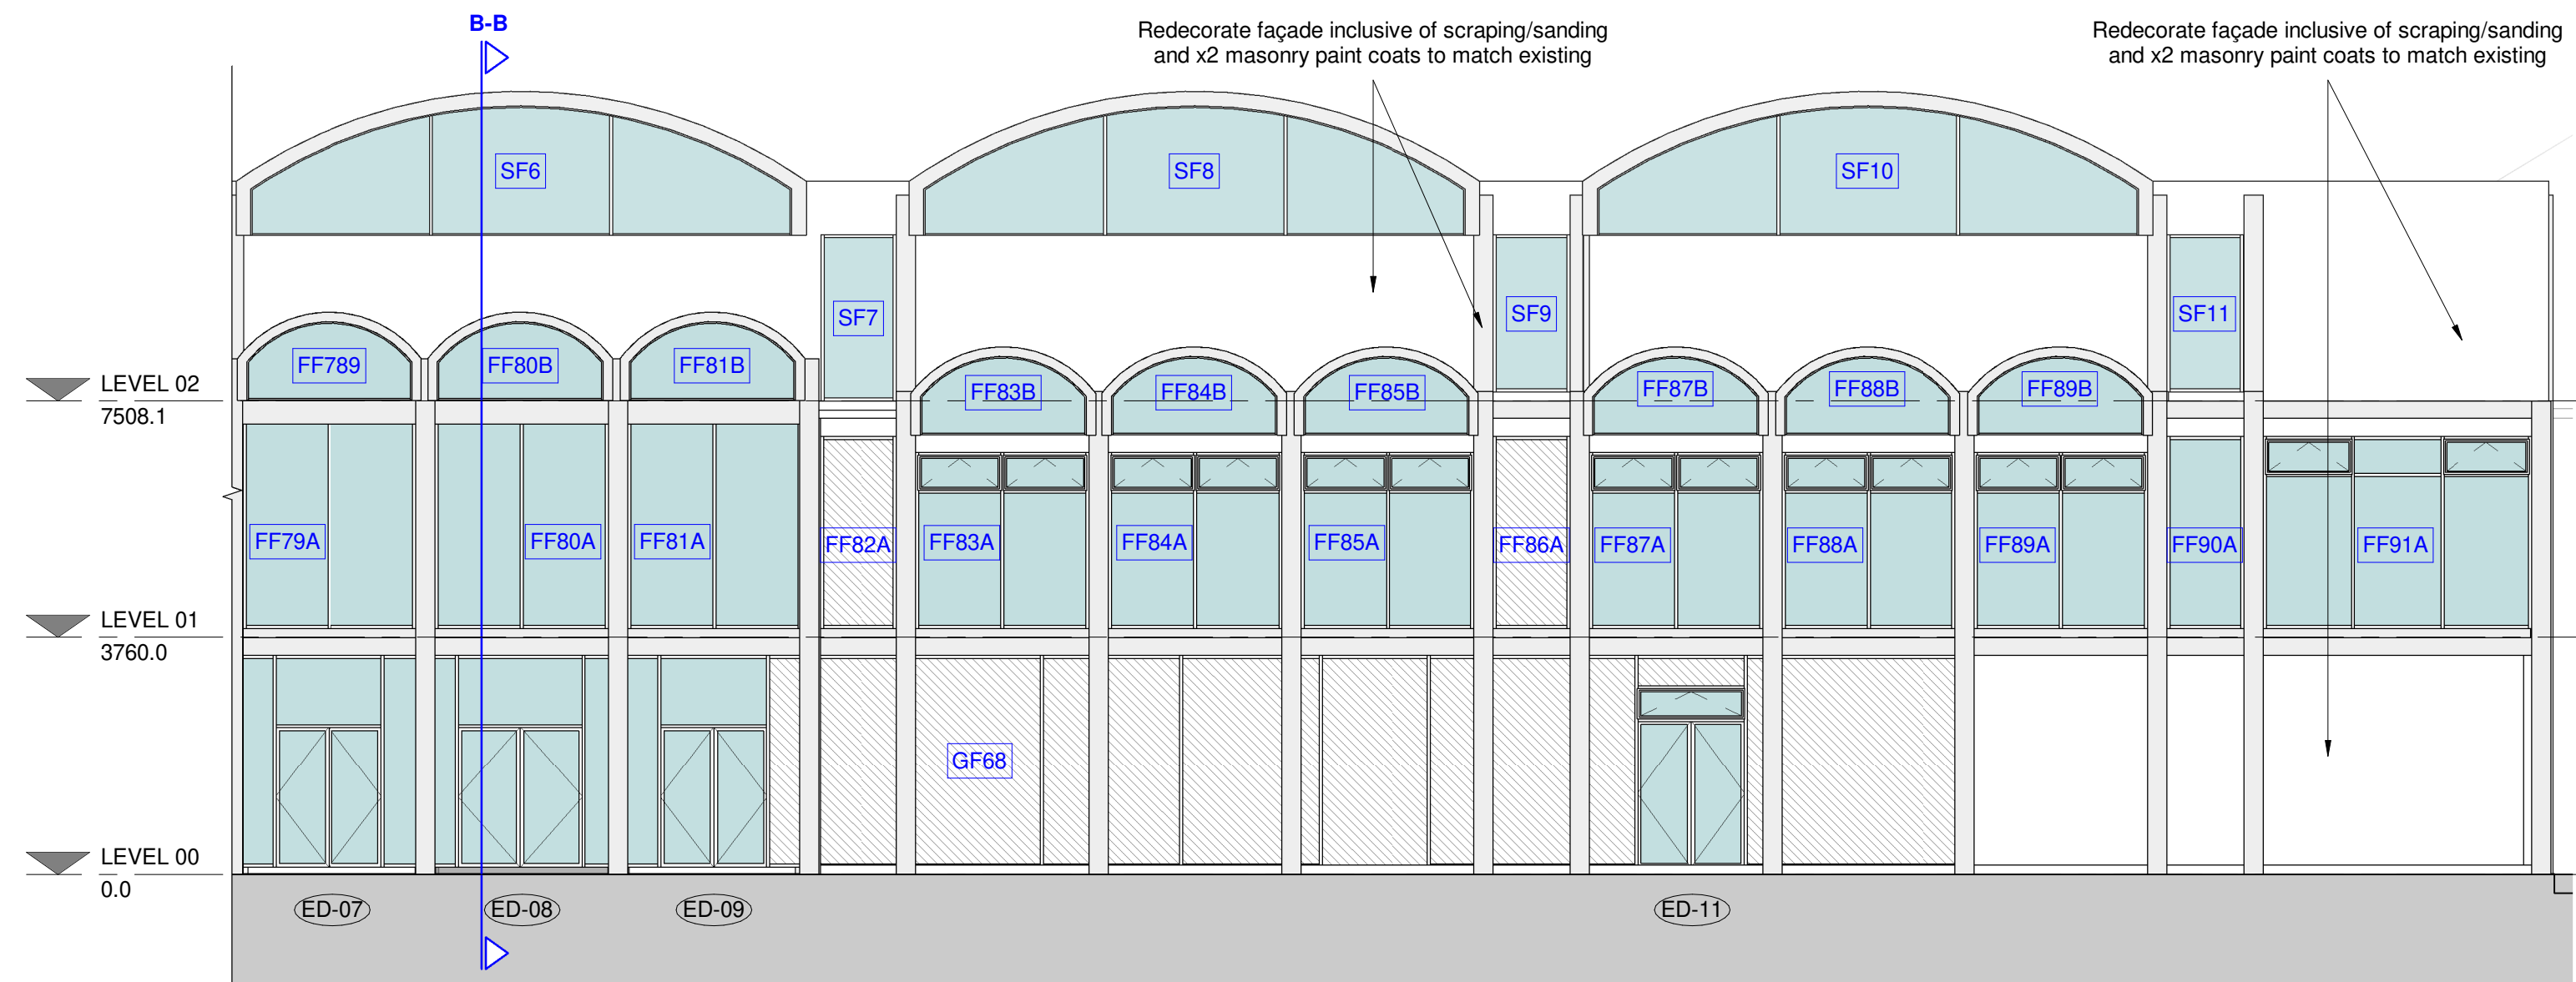 B-B
Redecorate façade inclusive of scraping/sanding
and x2 masonry paint coats to match existing
Redecorate façade inclusive of scraping/sanding
and x2 masonry paint coats to match existing
SF6
SF8
SF10
SF7
SF9
SF11
FF789
FF80B
FF81B
FF83B
FF84B
FF85B
FF87B
FF88B
FF89B
LEVEL 02
7508.1
FF79A
FF80A
FF81A
FF82A
FF83A
FF84A
FF85A
FF86A
FF87A
FF88A
FF89A
FF90A
FF91A
LEVEL 01
3760.0
GF68
LEVEL 00
0.0
ED-07
ED-08
ED-09
ED-11